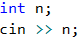 int n;
cin >> n;